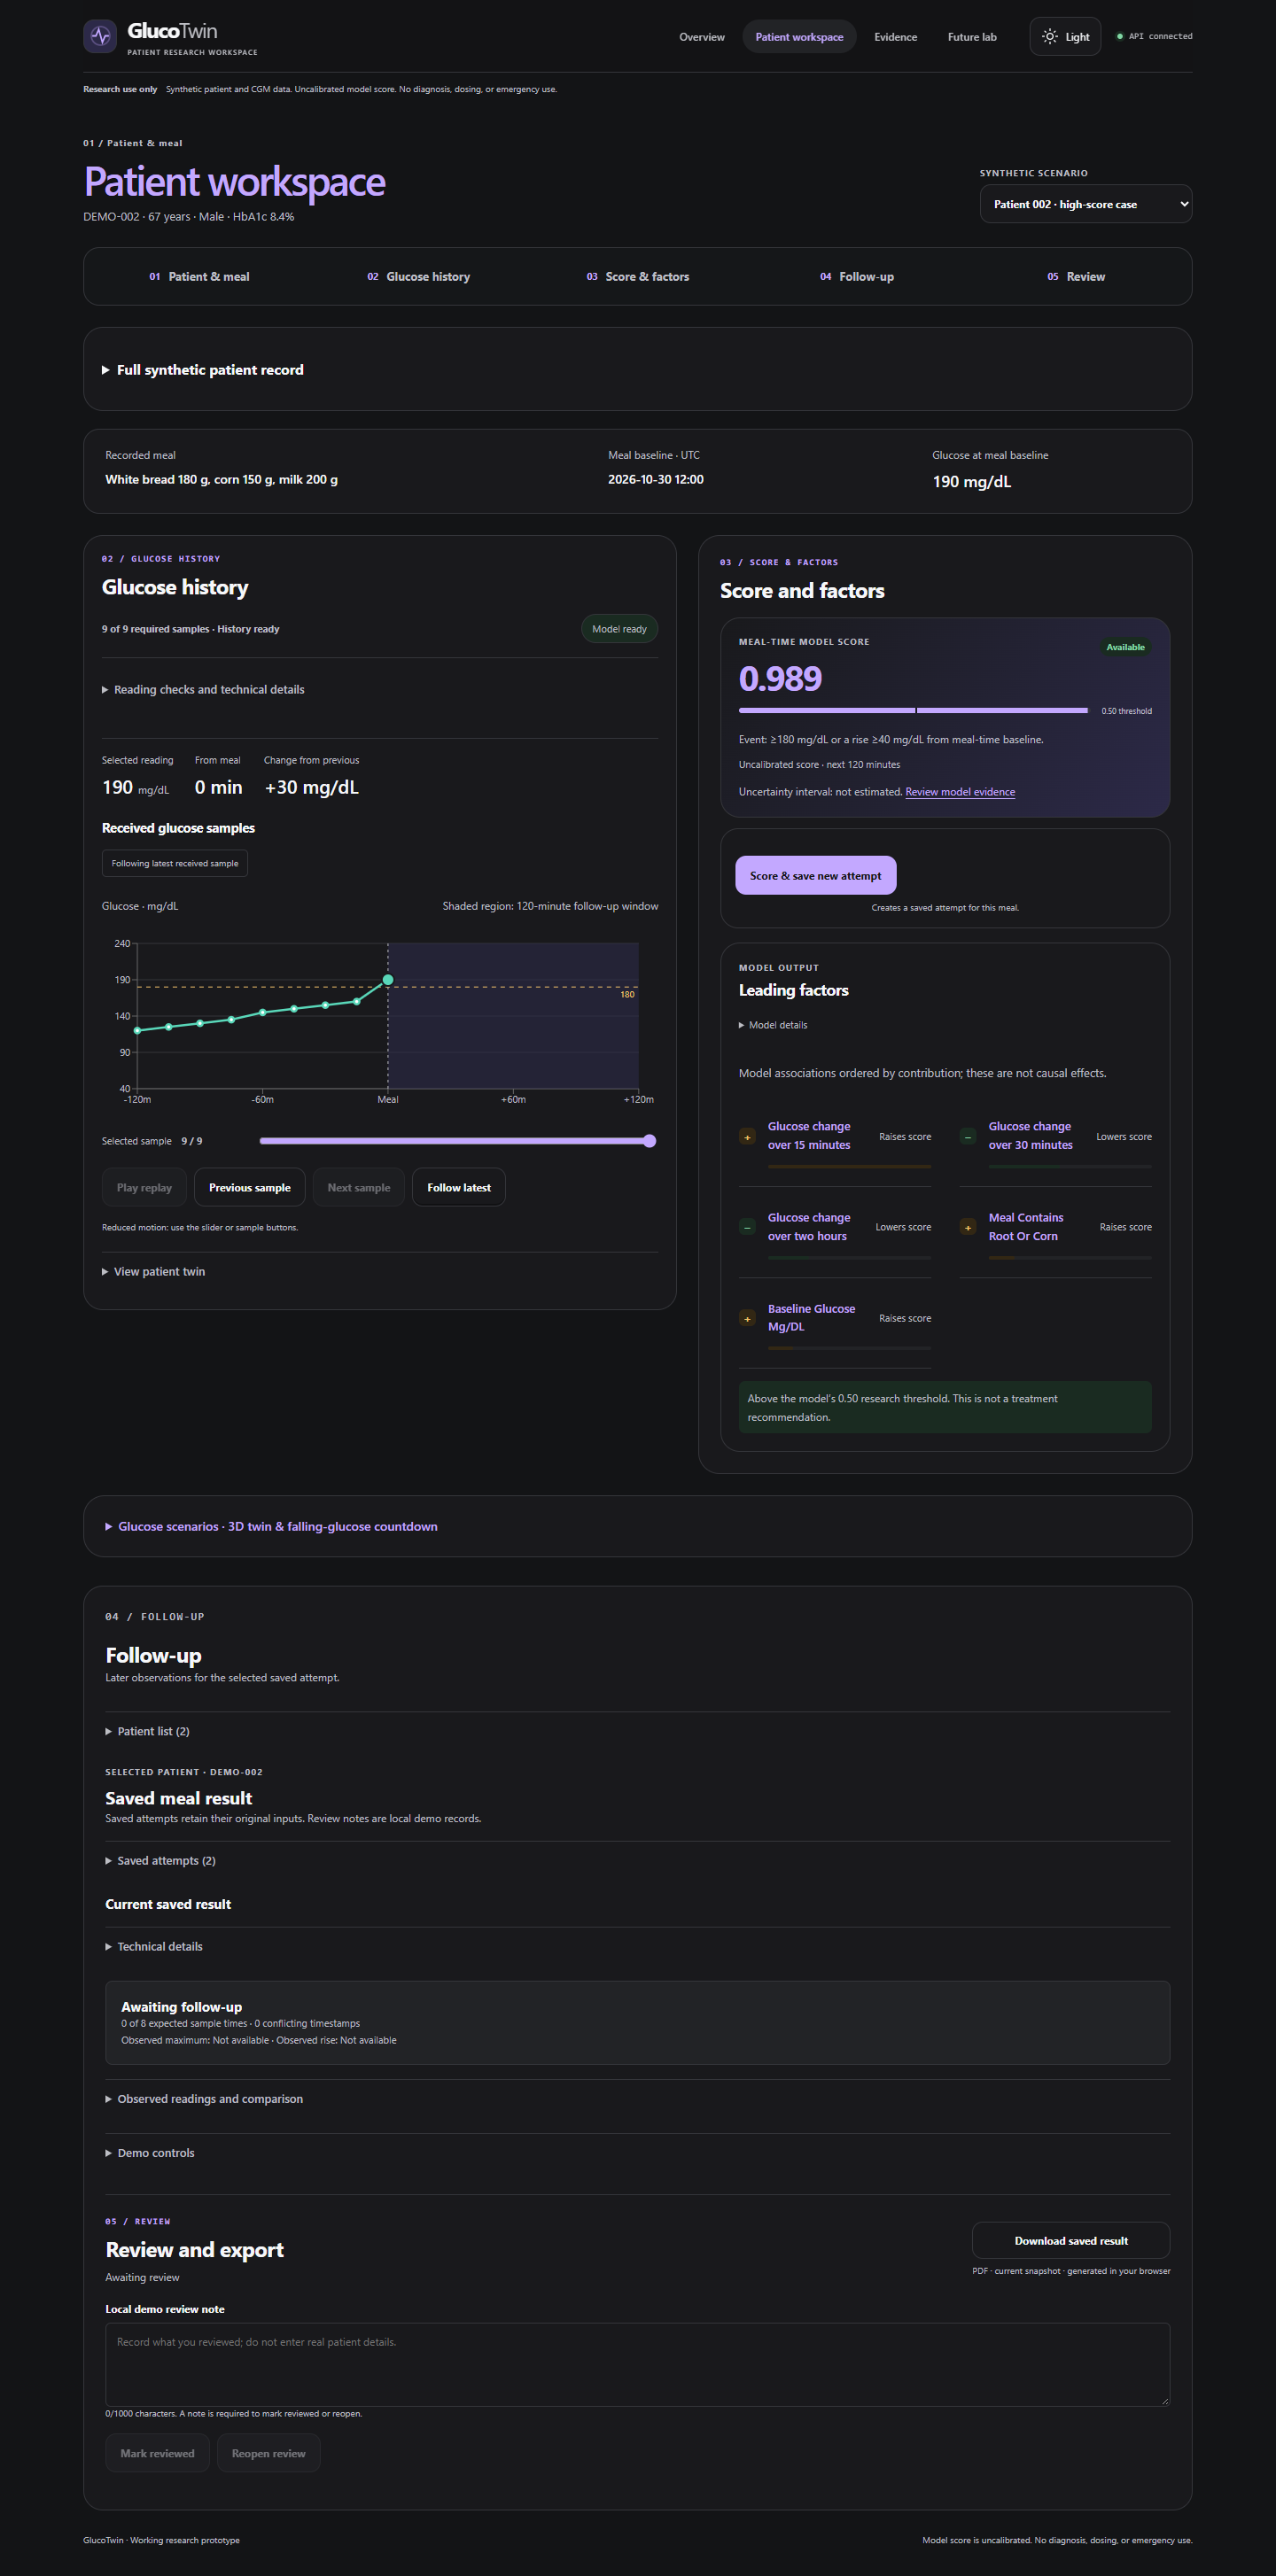 GlucoTwin
PATIENT RESEARCH WORKSPACE
Overview
Patient workspace
Evidence
Future lab
Light
API connected
Research use only Synthetic patient and CGM data. Uncalibrated model score. No diagnosis, dosing, or emergency use.
01 / Patient & meal
Patient workspace
DEMO-002 · 67 years · Male · HbA1c 8.4%
SYNTHETIC SCENARIO
Patient 002 · high-score case
01 Patient & meal
02 Glucose history
03 Score & factors
04 Follow-up
05 Review
Full synthetic patient record
Recorded meal
White bread 180 g, corn 150 g, milk 200 g
Meal baseline · UTC
2026-10-30 12:00
Glucose at meal baseline
190 mg/dL
02 / GLUCOSE HISTORY
Glucose history
9 of 9 required samples · History ready
Model ready
Reading checks and technical details
Selected reading
190 mg/dL
From meal
0 min
Change from previous
+30 mg/dL
Received glucose samples
Following latest received sample
Glucose · mg/dL
Shaded region: 120-minute follow-up window
240
190
180
140
90
40
-120m
-60m
Meal
+60m
+120m
Selected sample 9 / 9
Play replay
Previous sample
Next sample
Follow latest
Reduced motion: use the slider or sample buttons.
View patient twin
03 / SCORE & FACTORS
Score and factors
MEAL-TIME MODEL SCORE
Available
0.989
0.50 threshold
Event: ≥180 mg/dL or a rise ≥40 mg/dL from meal-time baseline.
Uncalibrated score · next 120 minutes
Uncertainty interval: not estimated. Review model evidence
Score & save new attempt
Creates a saved attempt for this meal.
MODEL OUTPUT
Leading factors
Model details
Model associations ordered by contribution; these are not causal effects.
+
Glucose change
over 15 minutes
Raises score
−
Glucose change
over 30 minutes
Lowers score
−
Glucose change
over two hours
Lowers score
+
Meal Contains
Root Or Corn
Raises score
+
Baseline Glucose
Mg/DL
Raises score
Above the model's 0.50 research threshold. This is not a treatment
recommendation.
Glucose scenarios · 3D twin & falling-glucose countdown
04 / FOLLOW-UP
Follow-up
Later observations for the selected saved attempt.
Patient list (2)
SELECTED PATIENT · DEMO-002
Saved meal result
Saved attempts retain their original inputs. Review notes are local demo records.
Saved attempts (2)
Current saved result
Technical details
Awaiting follow-up
0 of 8 expected sample times · 0 conflicting timestamps
Observed maximum: Not available · Observed rise: Not available
Observed readings and comparison
Demo controls
05 / REVIEW
Review and export
Awaiting review
Download saved result
PDF · current snapshot · generated in your browser
Local demo review note
Record what you reviewed; do not enter real patient details.
0/1000 characters. A note is required to mark reviewed or reopen.
Mark reviewed
Reopen review
GlucoTwin · Working research prototype
Model score is uncalibrated. No diagnosis, dosing, or emergency use.